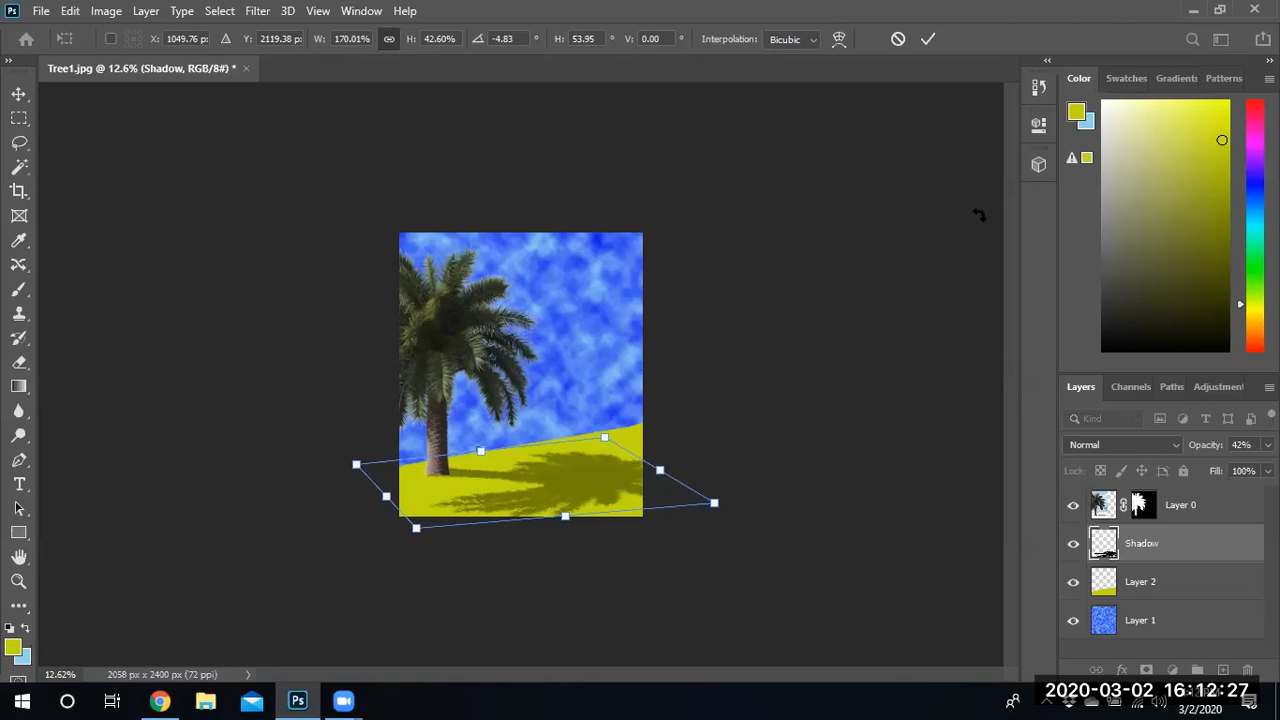 Ps File Edit Image Layer Type Select Filter 3D View Window Help
X: 1049.76 px Y: 2119.38 px W: 170.01% H: 42.60% -4.83 ° H: 53.95 ° V: 0.00 ° Interpolation: Bicubic
Tree1.jpg @ 12.6% (Shadow, RGB/8#) * ×
Color Swatches Gradients Patterns
Layers Channels Paths Adjustment
Kind
Normal Opacity: 42%
Lock: Fill: 100%
Layer 0
Shadow
Layer 2
Layer 1
12.62% 2058 px x 2400 px (72 ppi)
Ps
2020-03-02 16:12:27
3/2/2020